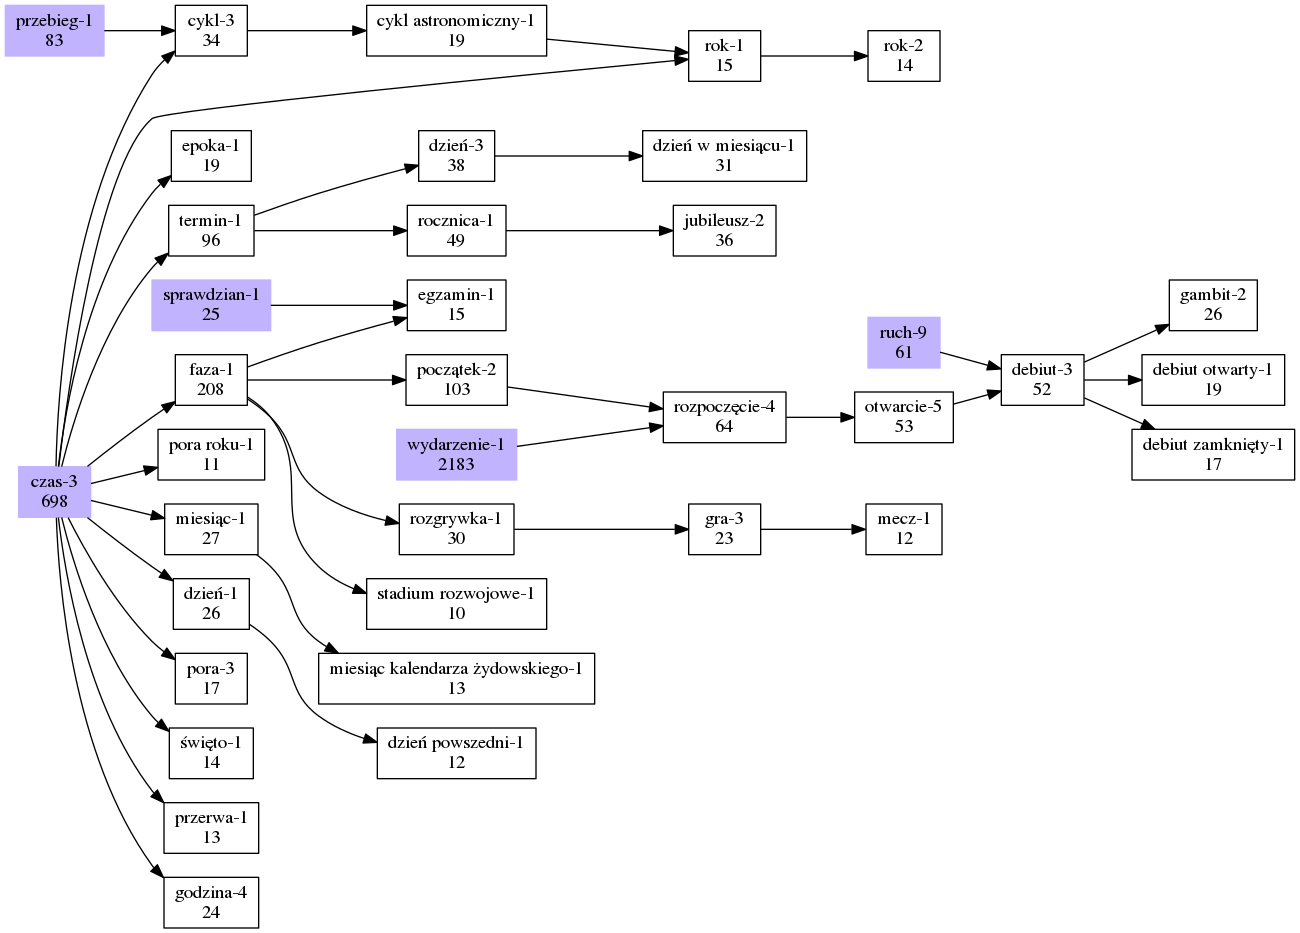 przebieg-1
83
cykl-3
34
cykl astronomiczny-1
19
rok-1
15
rok-2
14
epoka-1
19
dzień-3
38
dzień w miesiącu-1
31
termin-1
96
rocznica-1
49
jubileusz-2
36
sprawdzian-1
25
egzamin-1
15
gambit-2
26
ruch-9
61
faza-1
208
początek-2
103
debiut-3
52
debiut otwarty-1
19
rozpoczęcie-4
64
otwarcie-5
53
pora roku-1
11
wydarzenie-1
2183
debiut zamknięty-1
17
czas-3
698
miesiąc-1
27
rozgrywka-1
30
gra-3
23
mecz-1
12
dzień-1
26
stadium rozwojowe-1
10
pora-3
17
miesiąc kalendarza żydowskiego-1
13
święto-1
14
dzień powszedni-1
12
przerwa-1
13
godzina-4
24